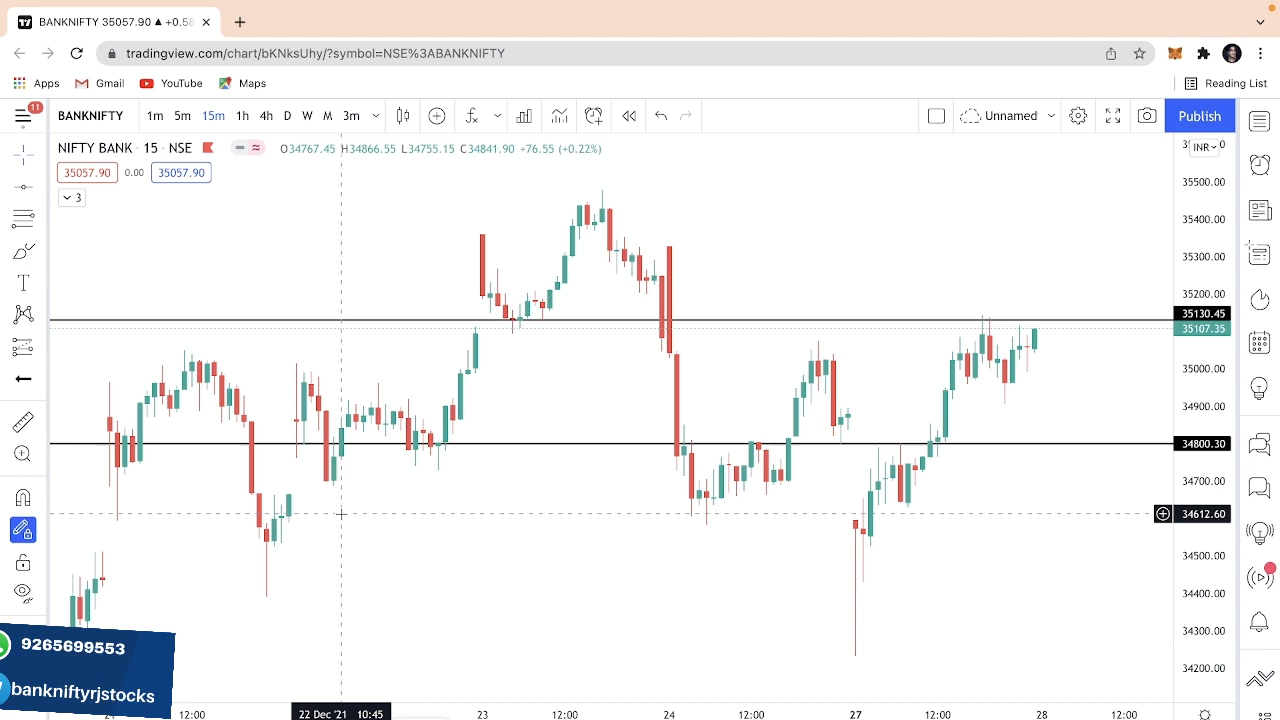 BANKNIFTY 35057.90 ▲ +0.58
tradingview.com/chart/bKNksUhy/?symbol=NSE%3ABANKNIFTY
Apps Gmail YouTube Maps Reading List
11
BANKNIFTY 1m 5m 15m 1h 4h D W M 3m Unnamed Publish
NIFTY BANK · 15 · NSE O34767.45 H34866.55 L34755.15 C34841.90 +76.55 (+0.22%)
INR
35057.90 0.00 35057.90
3
35500.00
35400.00
35300.00
35200.00
35130.45
35107.35
35000.00
34900.00
34800.30
34700.00
34612.60
34500.00
34400.00
34300.00
34200.00
9265699553
bankniftyrjstocks
12:00 22 Dec '21 10:45 23 12:00 24 12:00 27 12:00 28 12:00